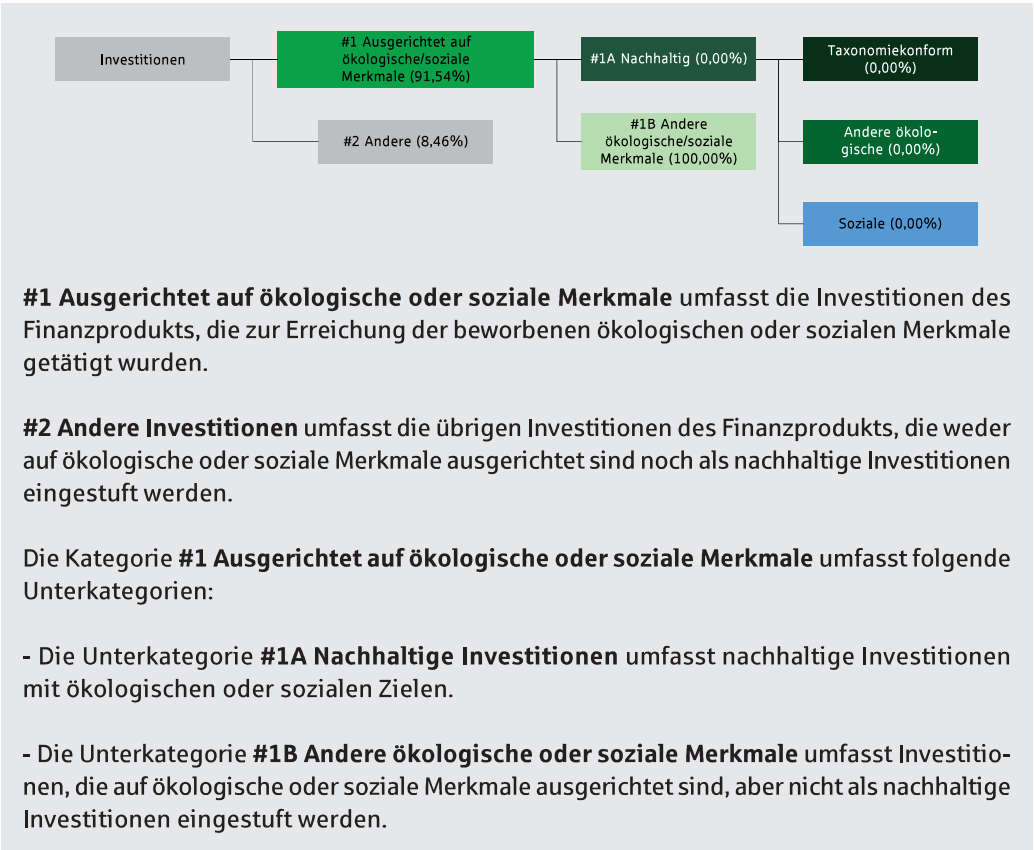 Investitionen
#1 Ausgerichtet auf
ökologische/soziale
Merkmale (91,54%)
#1A Nachhaltig (0,00%)
Taxonomiekonform
(0,00%)
#2 Andere (8,46%)
#1B Andere
ökologische/soziale
Merkmale (100,00%)
Andere ökolo-
gische (0,00%)
Soziale (0,00%)
#1 Ausgerichtet auf ökologische oder soziale Merkmale umfasst die Investitionen des
Finanzprodukts, die zur Erreichung der beworbenen ökologischen oder sozialen Merkmale
getätigt wurden.
#2 Andere Investitionen umfasst die übrigen Investitionen des Finanzprodukts, die weder
auf ökologische oder soziale Merkmale ausgerichtet sind noch als nachhaltige Investitionen
eingestuft werden.
Die Kategorie #1 Ausgerichtet auf ökologische oder soziale Merkmale umfasst folgende
Unterkategorien:
- Die Unterkategorie #1A Nachhaltige Investitionen umfasst nachhaltige Investitionen
mit ökologischen oder sozialen Zielen.
- Die Unterkategorie #1B Andere ökologische oder soziale Merkmale umfasst Investitio-
nen, die auf ökologische oder soziale Merkmale ausgerichtet sind, aber nicht als nachhaltige
Investitionen eingestuft werden.